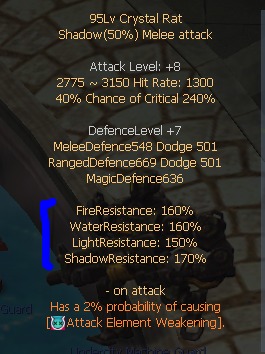 95Lv Crystal Rat
Shadow(50%) Melee attack
Attack Level: +8
2775 ~ 3150 Hit Rate: 1300
40% Chance of Critical 240%
DefenceLevel +7
MeleeDefence548 Dodge 501
RangedDefence669 Dodge 501
MagicDefence636
FireResistance: 160%
WaterResistance: 160%
LightResistance: 150%
ShadowResistance: 170%
- on attack
Guard
Has a 2% probability of causing
[Attack Element Weakening].